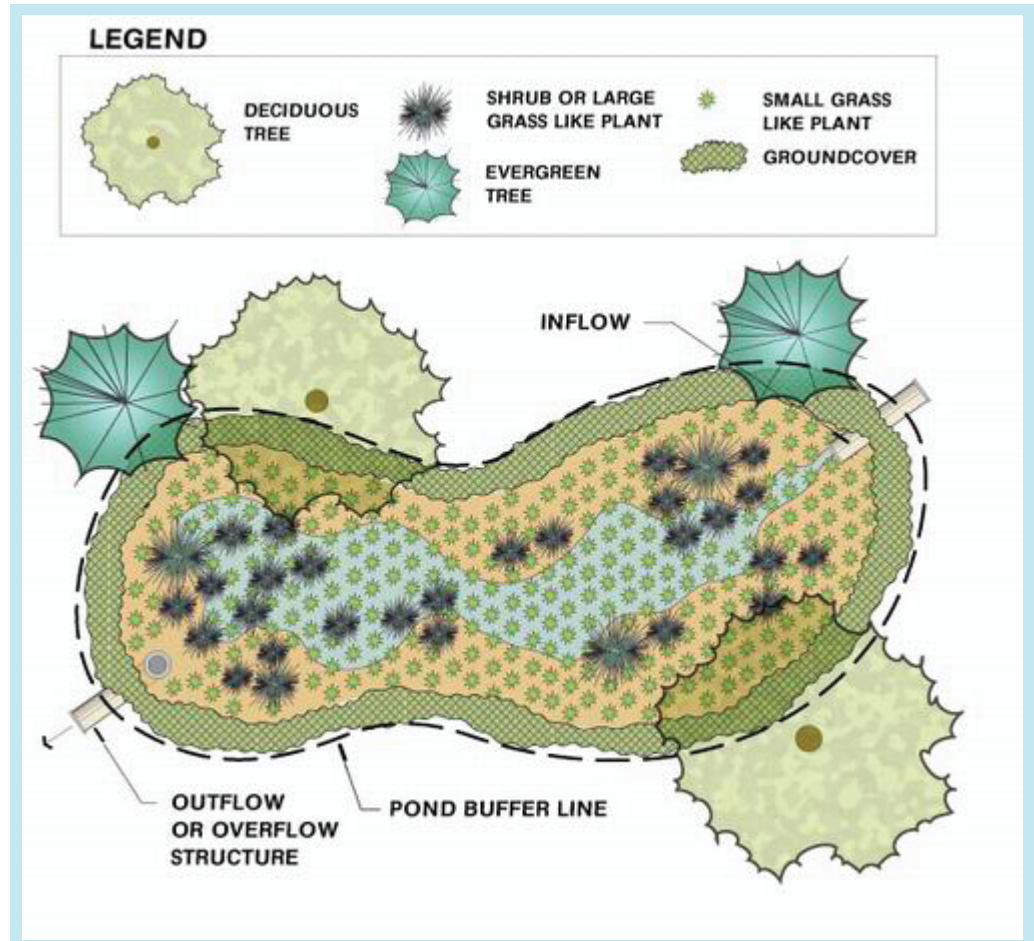 LEGEND
DECIDUOUS
TREE
SHRUB OR LARGE
GRASS LIKE PLANT
EVERGREEN
TREE
SMALL GRASS
LIKE PLANT
GROUNDCOVER
INFLOW
OUTFLOW
OR OVERFLOW
STRUCTURE
POND BUFFER LINE